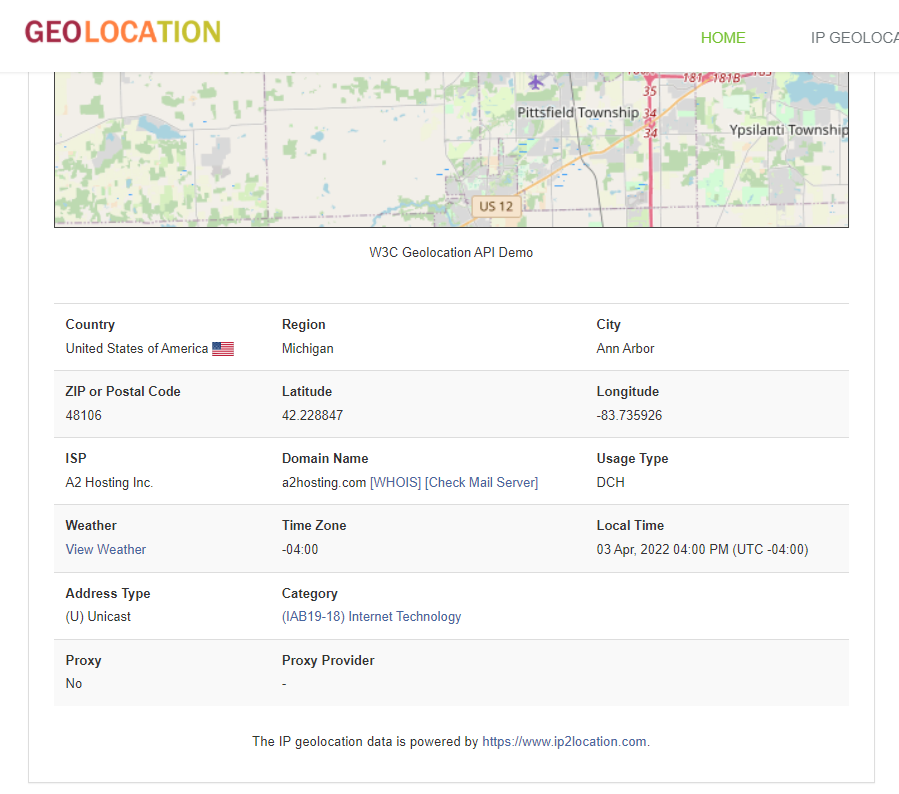 GEOLOCATION
HOME
IP GEOLOCA
181 181B 183
35
Pittsfield Township 34
34
Ypsilanti Township
US 12
W3C Geolocation API Demo
Country
Region
City
United States of America
Michigan
Ann Arbor
ZIP or Postal Code
Latitude
Longitude
48106
42.228847
-83.735926
ISP
Domain Name
Usage Type
A2 Hosting Inc.
a2hosting.com [WHOIS] [Check Mail Server]
DCH
Weather
Time Zone
Local Time
View Weather
-04:00
03 Apr, 2022 04:00 PM (UTC -04:00)
Address Type
Category
(U) Unicast
(IAB19-18) Internet Technology
Proxy
Proxy Provider
No
-
The IP geolocation data is powered by https://www.ip2location.com.